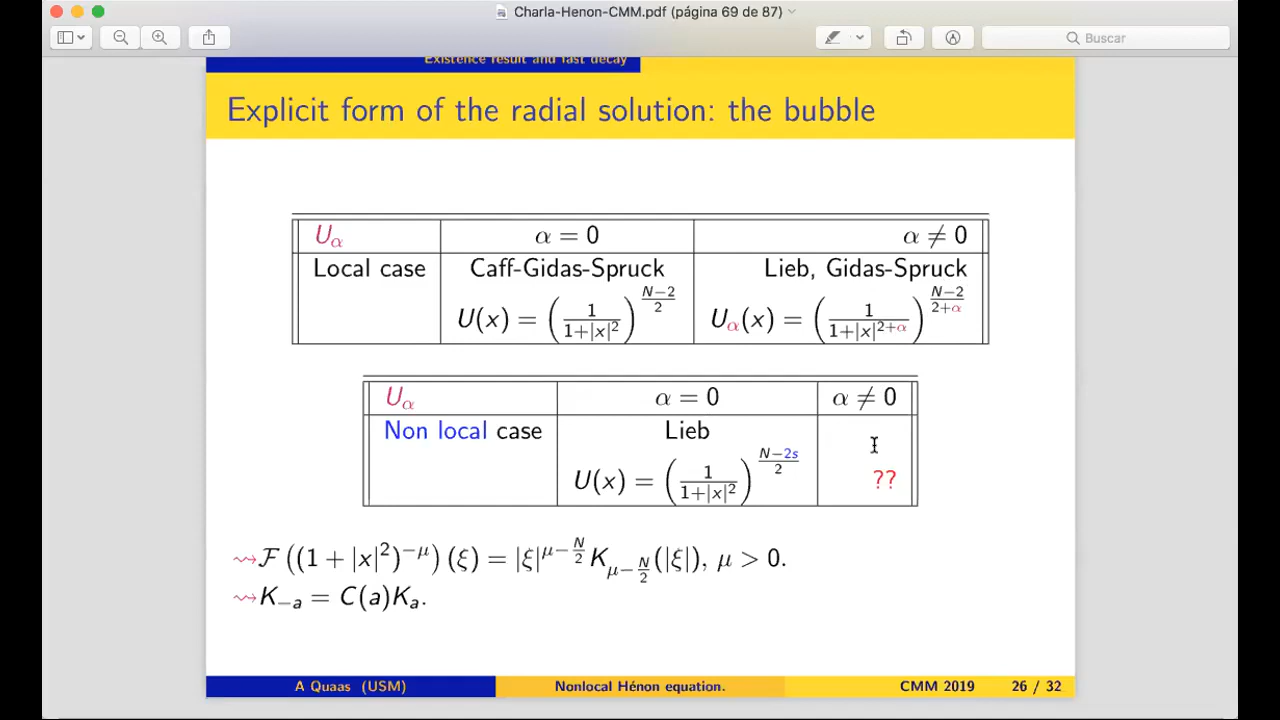 Charla-Henon-CMM.pdf (página 69 de 87)
Buscar
Existence result and fast decay
Explicit form of the radial solution: the bubble
U_α α = 0 α ≠ 0
Local case Caff-Gidas-Spruck Lieb, Gidas-Spruck
U(x) = (1/(1+|x|^2))^{(N−2)/2} U_α(x) = (1/(1+|x|^{2+α}))^{(N−2)/(2+α)}
U_α α = 0 α ≠ 0
Non local case Lieb
U(x) = (1/(1+|x|^2))^{(N−2s)/2} ??
⇝ F((1 + |x|^2)^{−μ})(ξ) = |ξ|^{μ−N/2} K_{μ−N/2}(|ξ|), μ > 0.
⇝ K_{−a} = C(a)K_a.
A Quaas (USM) Nonlocal Hénon equation. CMM 2019 26 / 32